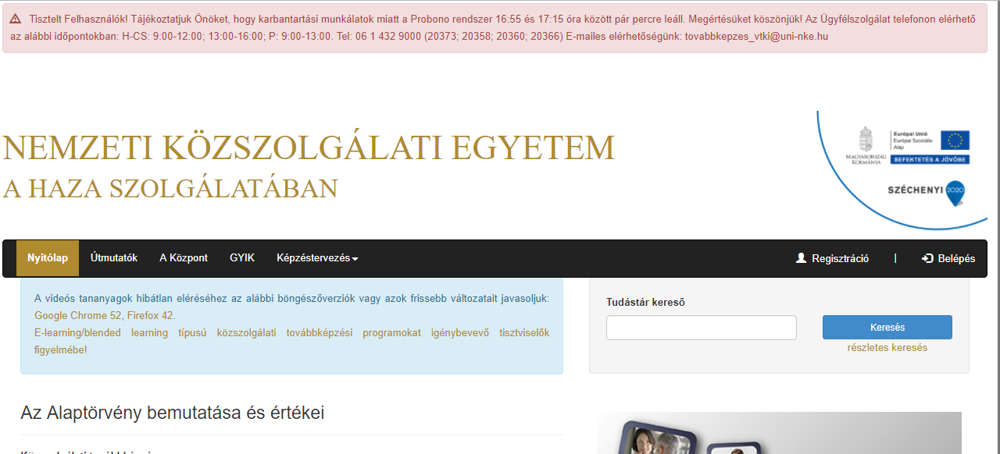 Tisztelt Felhasználók! Tájékoztatjuk Önöket, hogy karbantartási munkálatok miatt a Probono rendszer 16:55 és 17:15 óra között pár percre leáll. Megértésüket köszönjük! Az Ügyfélszolgálat telefonon elérhető
az alábbi időpontokban: H-CS: 9:00-12:00; 13:00-16:00; P: 9:00-13:00. Tel: 06 1 432 9000 (20373; 20358; 20360; 20366) E-mailes elérhetőségünk: tovabbkepzes_vtki@uni-nke.hu
NEMZETI KÖZSZOLGÁLATI EGYETEM
A HAZA SZOLGÁLATÁBAN
Magyarország
Kormánya
Európai Unió
Európai Szociális
Alap
BEFEKTETÉS A JÖVŐBE
SZÉCHENYI 2020
Nyitólap Útmutatók A Központ GYIK Képzéstervezés Regisztráció | Belépés
A videós tananyagok hibátlan eléréséhez az alábbi böngészőverziók vagy azok frissebb változatait javasoljuk:
Google Chrome 52, Firefox 42.
E-learning/blended learning típusú közszolgálati továbbképzési programokat igénybevevő tisztviselők
figyelmébe!
Tudástár kereső
Keresés
részletes keresés
Az Alaptörvény bemutatása és értékei